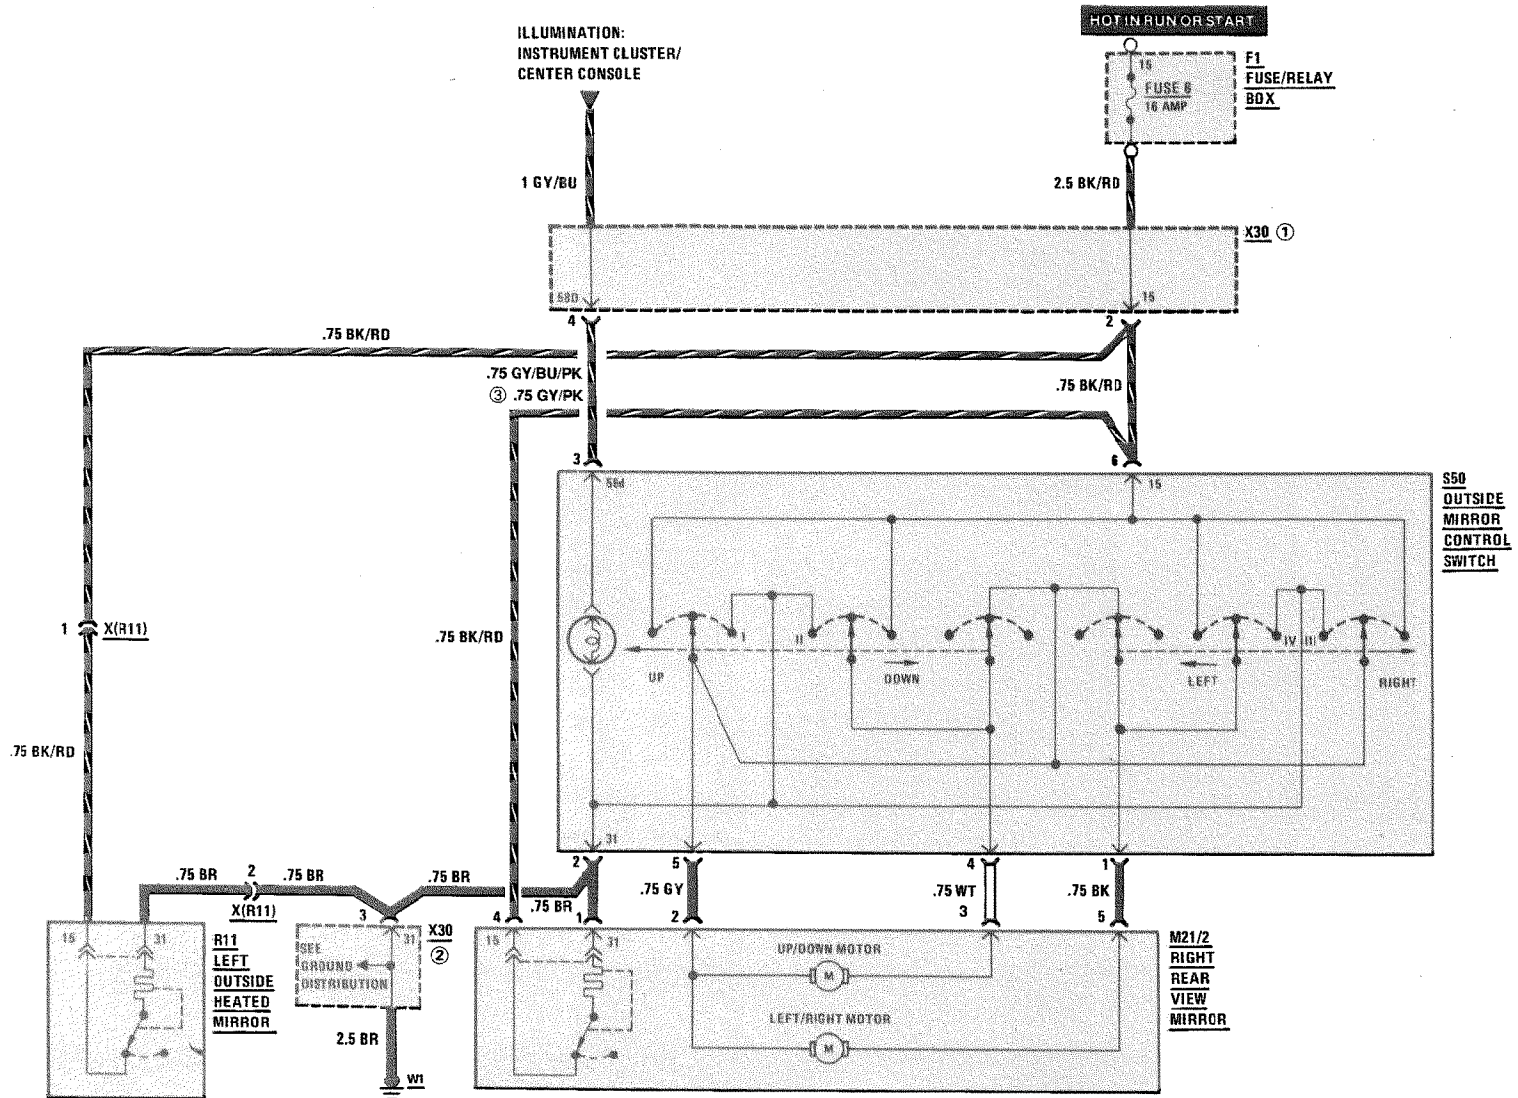 HOT IN RUN OR START
ILLUMINATION:
INSTRUMENT CLUSTER/
CENTER CONSOLE
15
FUSE 6
16 AMP
F1
FUSE/RELAY
BOX
1 GY/BU
2.5 BK/RD
X30 ①
58D
15
4
2
.75 BK/RD
.75 GY/BU/PK
③ .75 GY/PK
.75 BK/RD
3
6
58d
15
S50
OUTSIDE
MIRROR
CONTROL
SWITCH
1
X(R11)
.75 BK/RD
I
II
IV
III
UP
DOWN
LEFT
RIGHT
.75 BK/RD
31
2
5
4
1
.75 BR
2
.75 BR
.75 BR
X(R11)
.75 BR
.75 GY
.75 WT
.75 BK
3
4
1
2
3
5
15
31
R11
LEFT
OUTSIDE
HEATED
MIRROR
SEE
GROUND
DISTRIBUTION
31
X30
②
2.5 BR
W1
15
31
UP/DOWN MOTOR
M
LEFT/RIGHT MOTOR
M
M21/2
RIGHT
REAR
VIEW
MIRROR